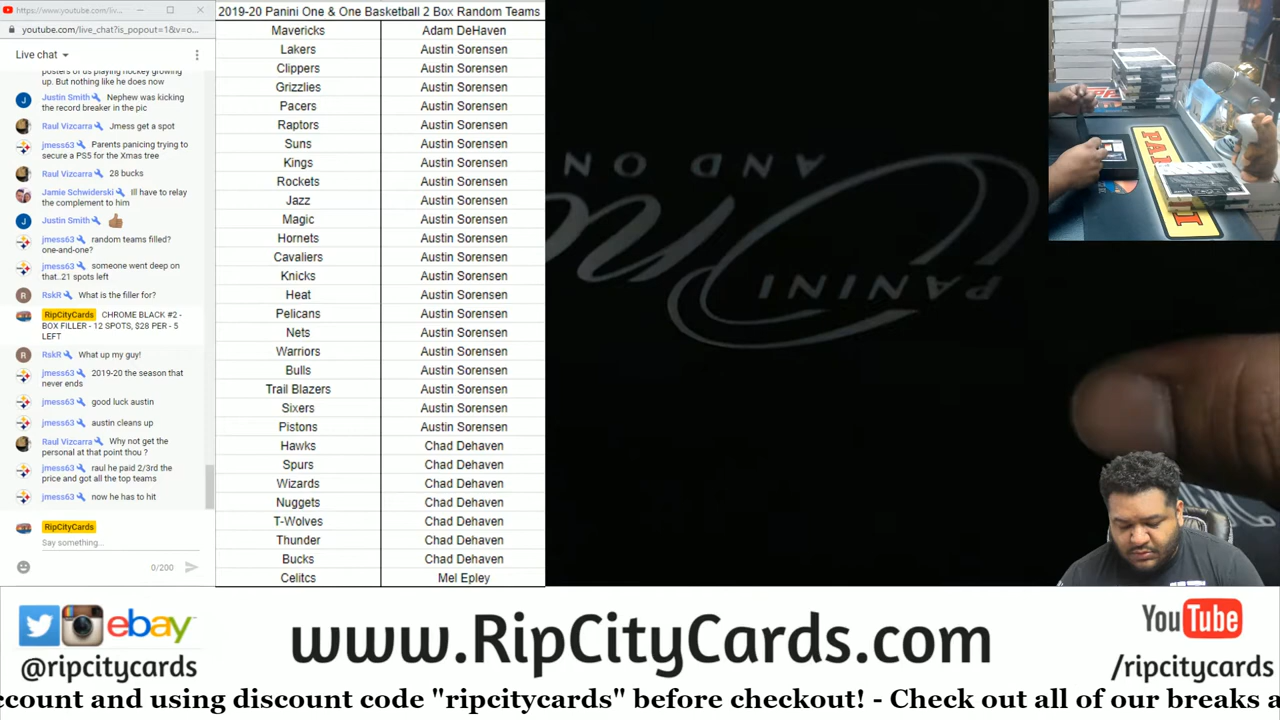 https://www.youtube.com/liv...
youtube.com/live_chat?is_popout=1&v=o...
Live chat
posters of us playing hockey growing
up. But nothing like he does now
Justin Smith Nephew was kicking
the record breaker in the pic
Raul Vizcarra Jmess get a spot
jmess63 Parents panicing trying to
secure a PS5 for the Xmas tree
Raul Vizcarra 28 bucks
Jamie Schwiderski Ill have to relay
the complement to him
Justin Smith
jmess63 random teams filled?
one-and-one?
jmess63 someone went deep on
that..21 spots left
RskR What is the filler for?
RipCityCards CHROME BLACK #2 -
BOX FILLER - 12 SPOTS, $28 PER - 5
LEFT
RskR What up my guy!
jmess63 2019-20 the season that
never ends
jmess63 good luck austin
jmess63 austin cleans up
Raul Vizcarra Why not get the
personal at that point thou ?
jmess63 raul he paid 2/3rd the
price and got all the top teams
jmess63 now he has to hit
RipCityCards
Say something...
0/200
2019-20 Panini One & One Basketball 2 Box Random Teams
Mavericks Adam DeHaven
Lakers Austin Sorensen
Clippers Austin Sorensen
Grizzlies Austin Sorensen
Pacers Austin Sorensen
Raptors Austin Sorensen
Suns Austin Sorensen
Kings Austin Sorensen
Rockets Austin Sorensen
Jazz Austin Sorensen
Magic Austin Sorensen
Hornets Austin Sorensen
Cavaliers Austin Sorensen
Knicks Austin Sorensen
Heat Austin Sorensen
Pelicans Austin Sorensen
Nets Austin Sorensen
Warriors Austin Sorensen
Bulls Austin Sorensen
Trail Blazers Austin Sorensen
Sixers Austin Sorensen
Pistons Austin Sorensen
Hawks Chad Dehaven
Spurs Chad Dehaven
Wizards Chad Dehaven
Nuggets Chad Dehaven
T-Wolves Chad Dehaven
Thunder Chad Dehaven
Bucks Chad Dehaven
Celitcs Mel Epley
PANINI
AND ON
PANINI
ebay
@ripcitycards
www.RipCityCards.com
YouTube
/ripcitycards
ccount and using discount code "ripcitycards" before checkout! - Check out all of our breaks a